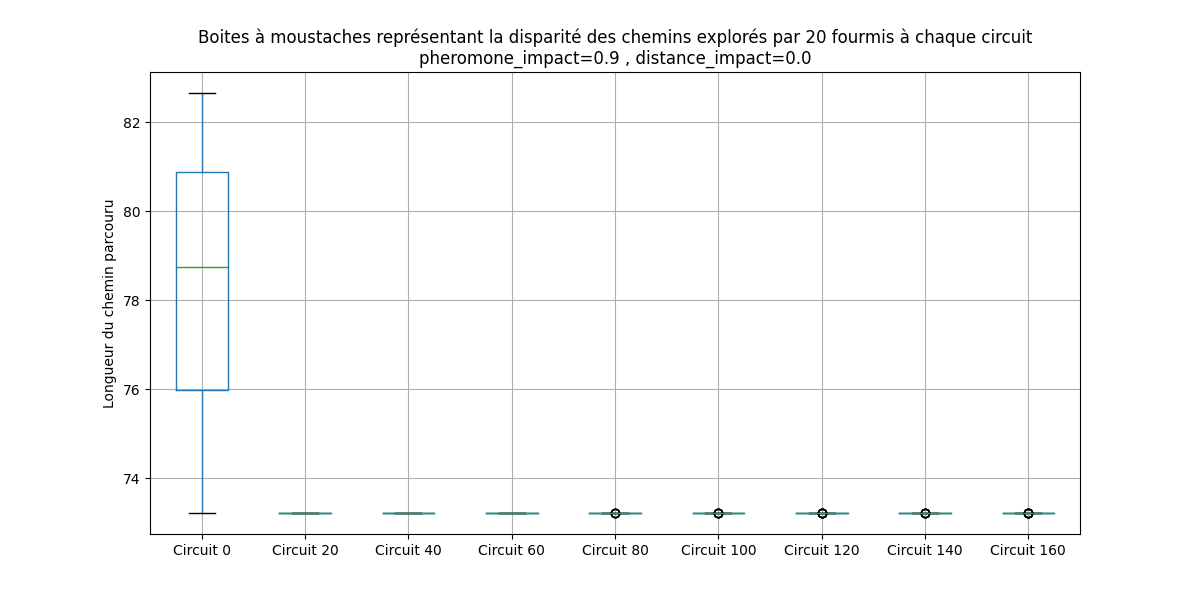 Boites à moustaches représentant la disparité des chemins explorés par 20 fourmis à chaque circuit
pheromone_impact=0.9 , distance_impact=0.0
Longueur du chemin parcouru
82
80
78
76
74
Circuit 0 Circuit 20 Circuit 40 Circuit 60 Circuit 80 Circuit 100 Circuit 120 Circuit 140 Circuit 160